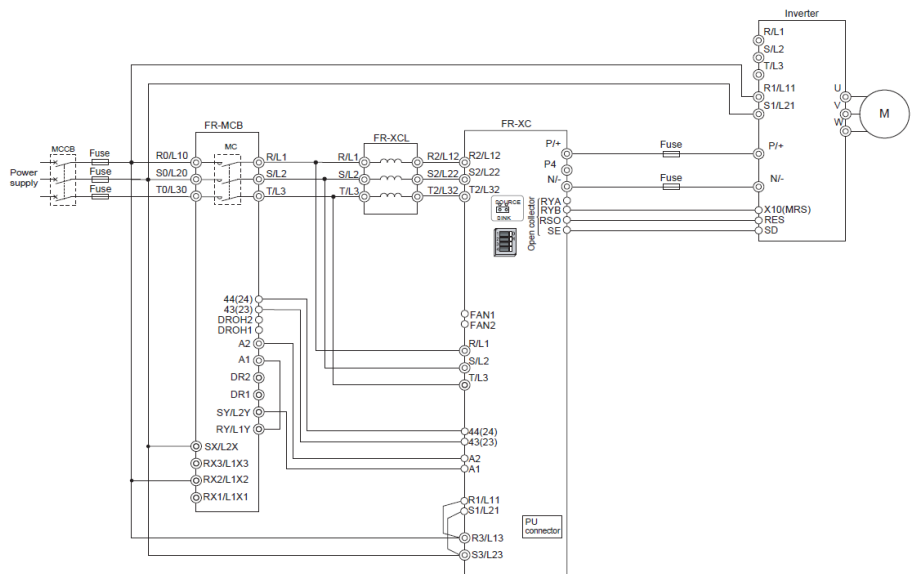 Inverter
R/L1
S/L2
T/L3
R1/L11
S1/L21
U
V
W
M
FR-MCB
FR-XCL
FR-XC
MCCB
Fuse
Fuse
Fuse
Power
supply
R0/L10
S0/L20
T0/L30
MC
R/L1
S/L2
T/L3
R/L1
S/L2
T/L3
R2/L12
S2/L22
T2/L32
R2/L12
S2/L22
T2/L32
P/+
P4
N/-
Fuse
Fuse
P/+
N/-
SOURCE
SINK
Open collector
RYA
RYB
RSO
SE
X10(MRS)
RES
SD
44(24)
43(23)
DROH2
DROH1
A2
A1
DR2
DR1
SY/L2Y
RY/L1Y
SX/L2X
RX3/L1X3
RX2/L1X2
RX1/L1X1
FAN1
FAN2
R/L1
S/L2
T/L3
44(24)
43(23)
A2
A1
R1/L11
S1/L21
R3/L13
S3/L23
PU
connector